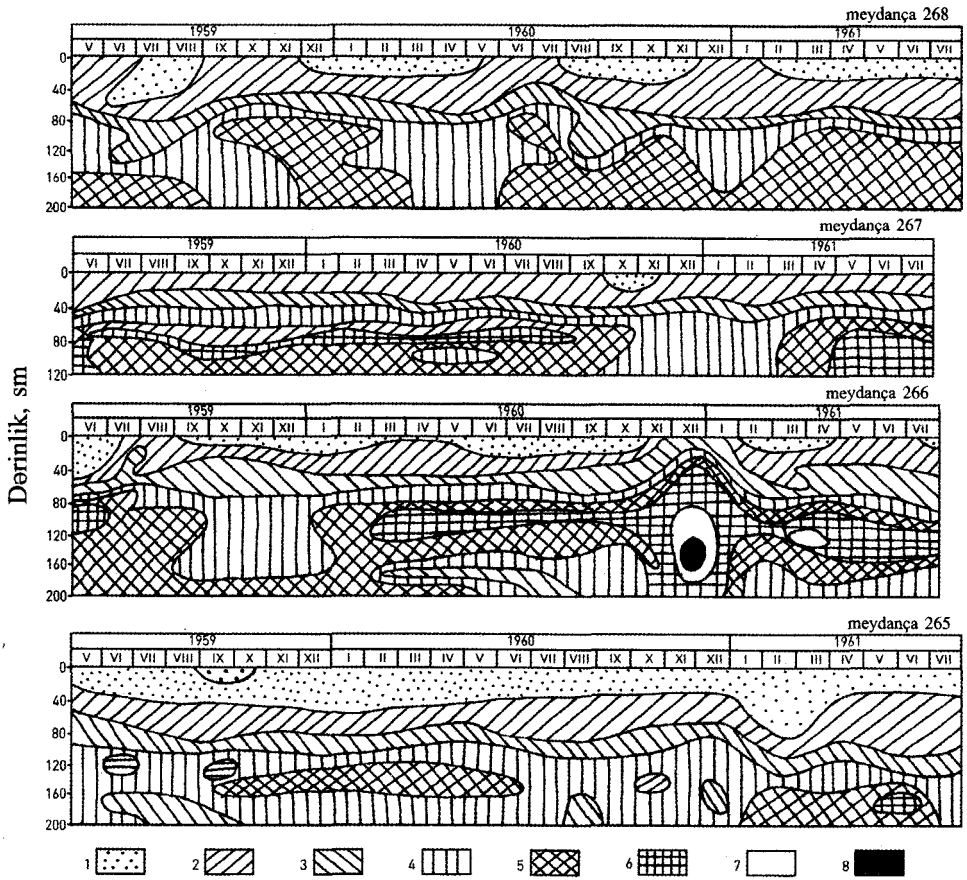 meydança 268
1959 1960 1961
V VI VII VIII IX X XI XII I II III IV V VI VII VIII IX X XI XII I II III IV V VI VII
0
40
80
120
160
200
meydança 267
1959 1960 1961
VI VII VIII IX X XI XII I II III IV V VI VII VIII IX X XI XII I II III IV V VI VII
0
40
80
120
Dərinlik, sm
meydança 266
1959 1960 1961
VI VII VIII IX X XI XII I II III IV V VI VII VIII IX X XI XII I II III IV V VI VII
0
40
80
120
160
200
meydança 265
1959 1960 1961
V VI VII VIII IX X XI XII I II III IV V VI VII VIII IX X XI XII I II III IV V VI VII
0
40
80
120
160
200
1 2 3 4 5 6 7 8